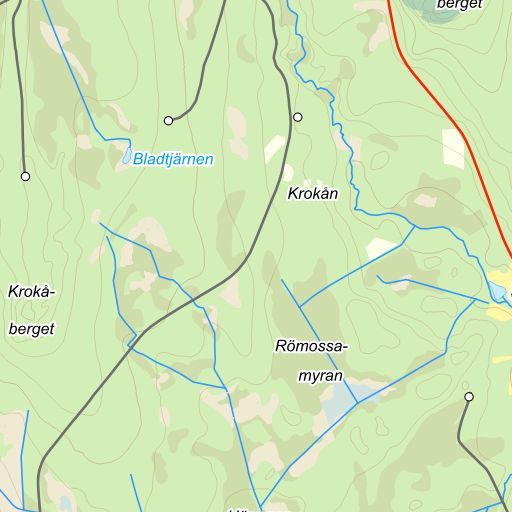 berget
Bladtjärnen
Krokån
Krokå-
berget
Römossa-
myran